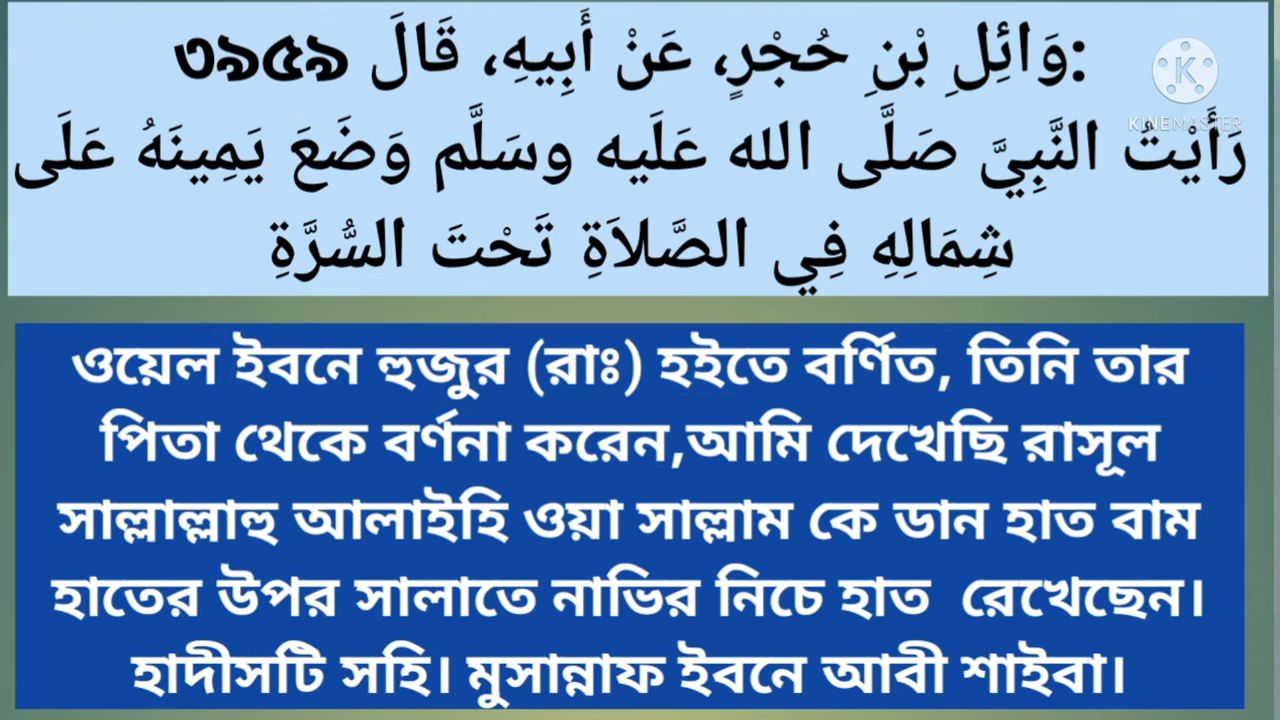 وَائِلِ بْنِ حُجْرٍ، عَنْ أَبِيهِ، قَالَ ৩৯৫৯:
رَأَيْتُ النَّبِيَّ صَلَّى الله عَلَيه وسَلَّم وَضَعَ يَمِينَهُ عَلَى
شِمَالِهِ فِي الصَّلاَةِ تَحْتَ السُّرَّةِ
KINEMASTER
ওয়েল ইবনে হুজুর (রাঃ) হইতে বর্ণিত, তিনি তার
পিতা থেকে বর্ণনা করেন,আমি দেখেছি রাসূল
সাল্লাল্লাহু আলাইহি ওয়া সাল্লাম কে ডান হাত বাম
হাতের উপর সালাতে নাভির নিচে হাত রেখেছেন।
হাদীসটি সহি। মুসান্নাফ ইবনে আবী শাইবা।